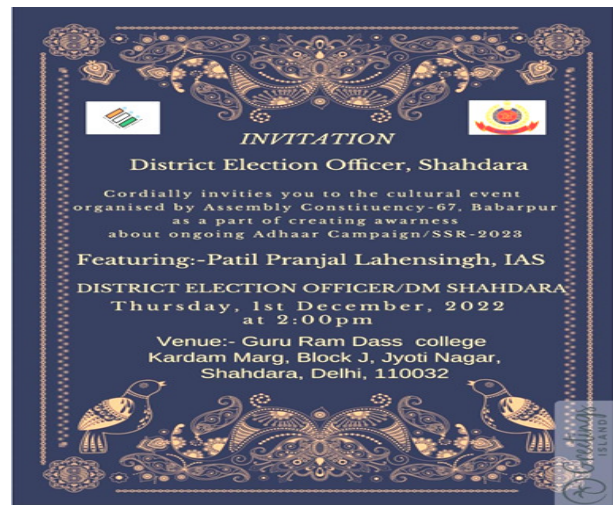 INVITATION
District Election Officer, Shahdara
Cordially invities you to the cultural event
organised by Assembly Constituency-67, Babarpur
as a part of creating awarness
about ongoing Adhaar Campaign/SSR-2023
Featuring:-Patil Pranjal Lahensingh, IAS
DISTRICT ELECTION OFFICER/DM SHAHDARA
Thursday, 1st December, 2022
at 2:00pm
Venue:- Guru Ram Dass college
Kardam Marg, Block J, Jyoti Nagar,
Shahdara, Delhi, 110032
Greetings
ISLAND